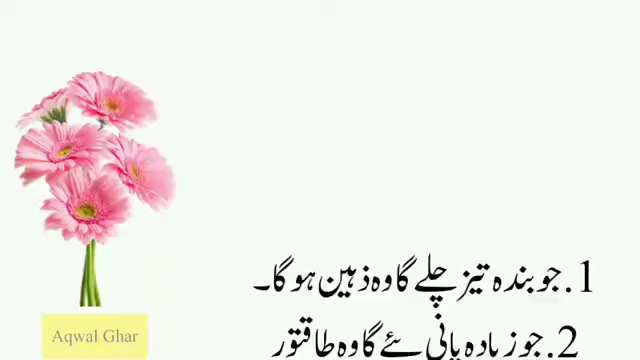 1. جو بندہ تیز چلے گا وہ ذہین ہو گا۔
2. جو زیادہ پانی پئے گا وہ طاقتور
Aqwal Ghar